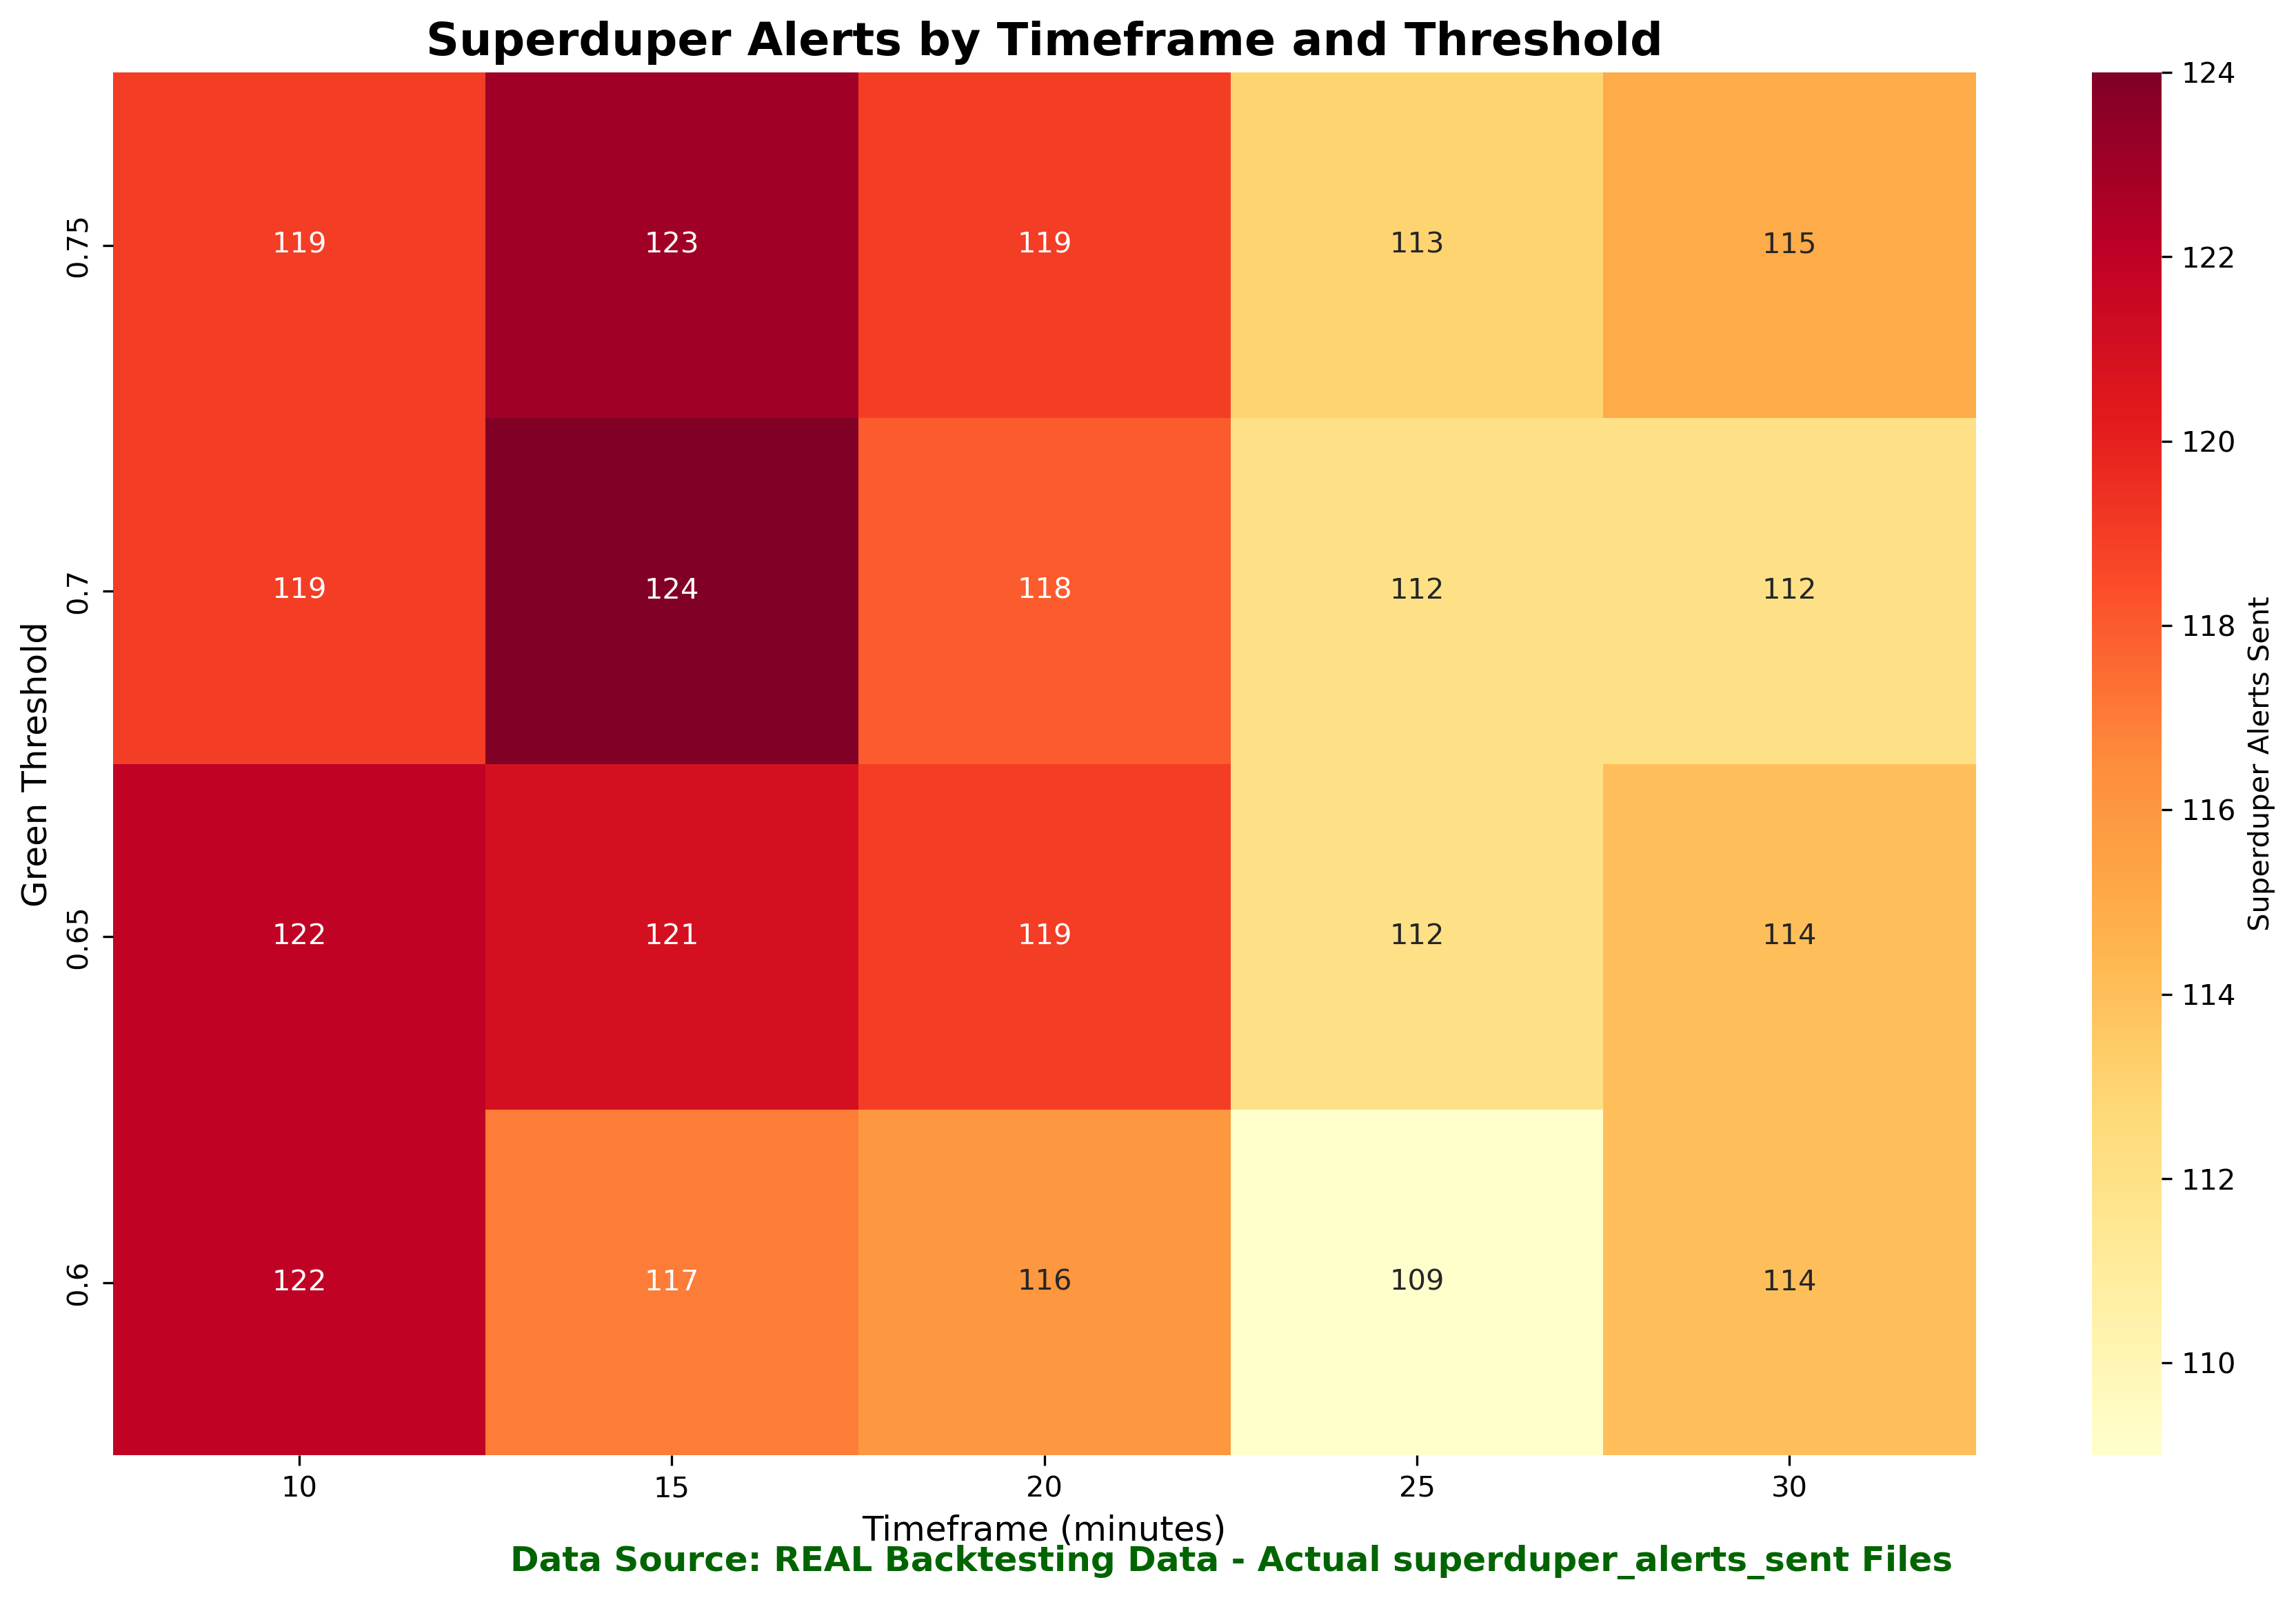 Superduper Alerts by Timeframe and Threshold
124
0.75 119 123 119 113 115
122
120
0.7 119 124 118 112 112
118
Green Threshold
Superduper Alerts Sent
116
0.65 122 121 119 112 114
114
112
0.6 122 117 116 109 114
110
10 15 20 25 30
Timeframe (minutes)
Data Source: REAL Backtesting Data - Actual superduper_alerts_sent Files